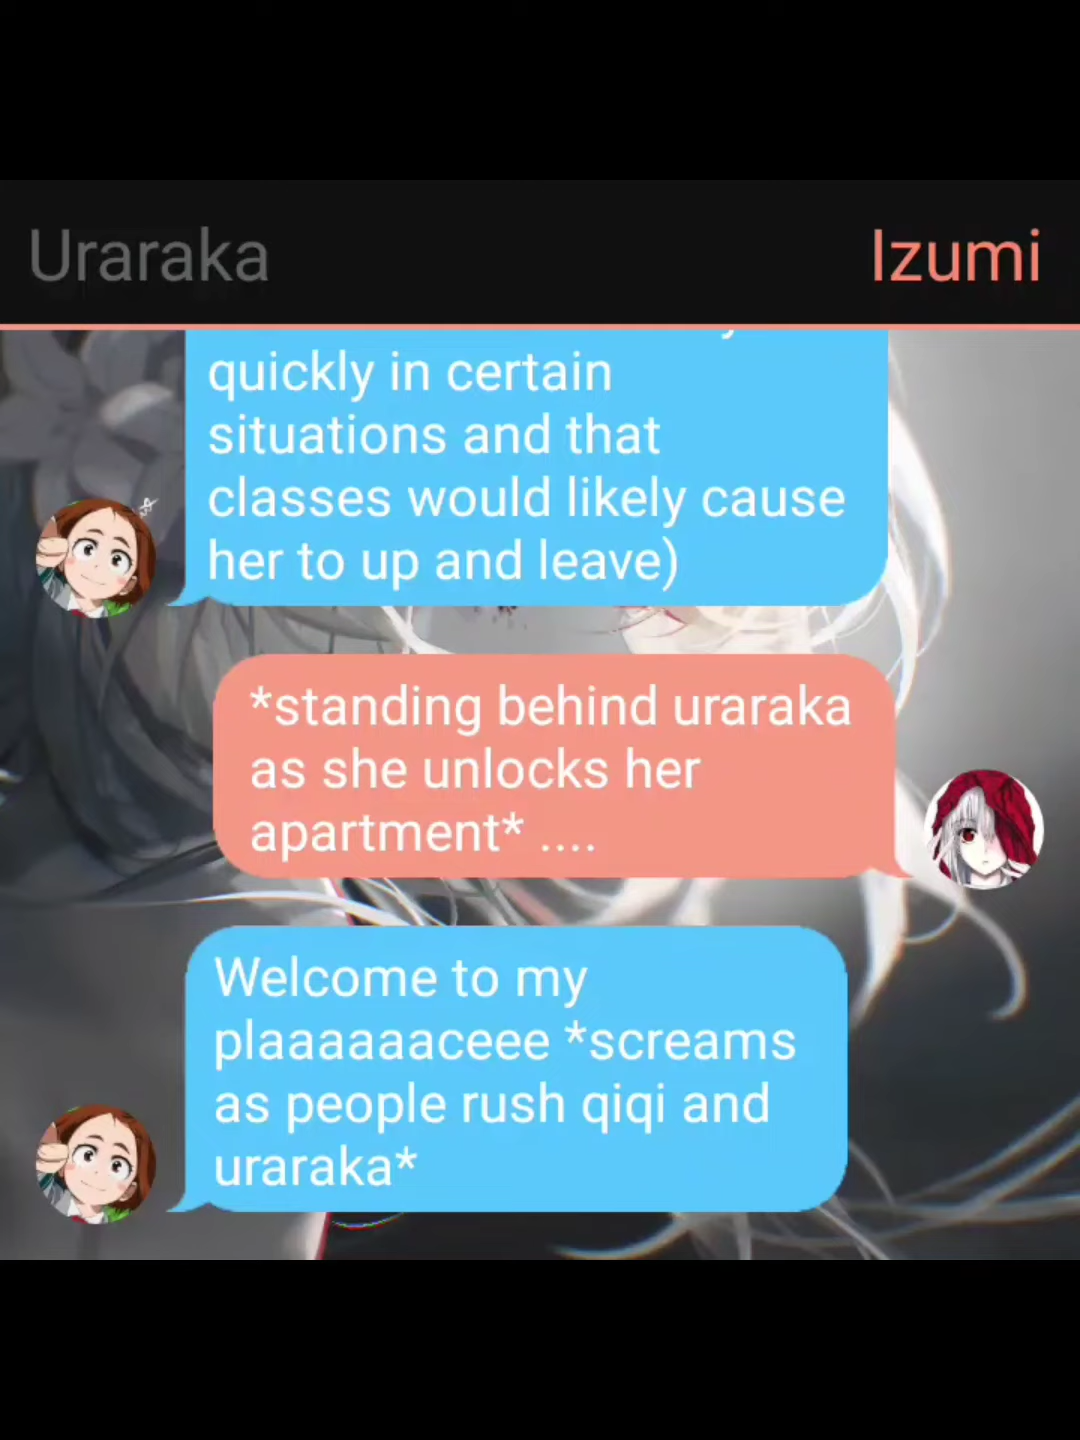 Uraraka Izumi
quickly in certain
situations and that
classes would likely cause
her to up and leave)
*standing behind uraraka
as she unlocks her
apartment* ....
Welcome to my
plaaaaaaceee *screams
as people rush qiqi and
uraraka*